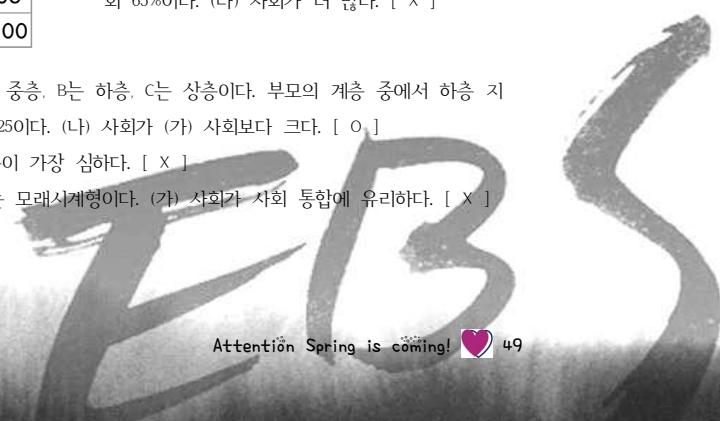 00
회 65%이다. (다) 사회가 더 많다. [ X ]
중층, B는 하층, C는 상층이다. 부모의 계층 중에서 하층 지
25이다. (나) 사회가 (가) 사회보다 크다. [ O ]
이 가장 심하다. [ X ]
모래시계형이다. (가) 사회가 사회 통합에 유리하다. [ X ]
EBS
Attention Spring is coming! 49